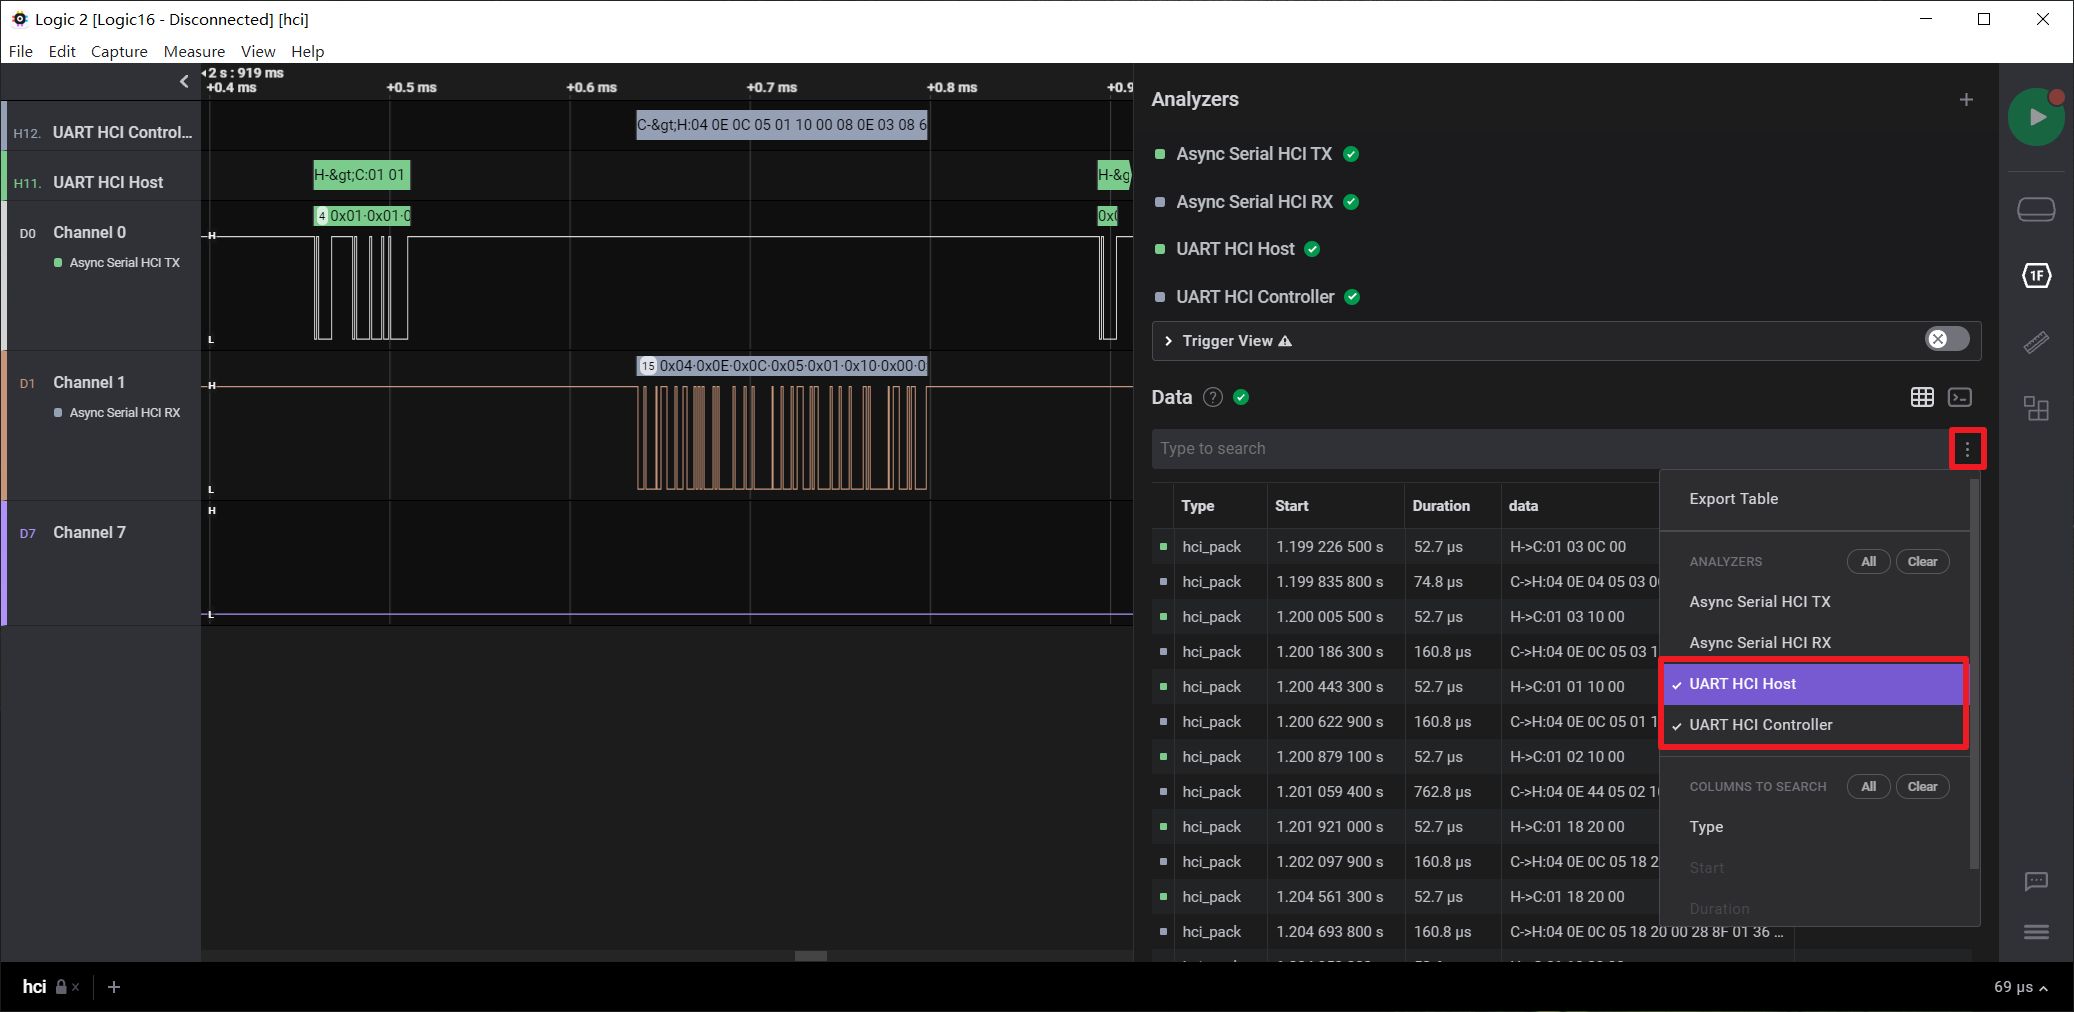 Logic 2 [Logic16 - Disconnected] [hci]
File Edit Capture Measure View Help
2 s : 919 ms
+0.4 ms +0.5 ms +0.6 ms +0.7 ms +0.8 ms +0.9
H12. UART HCI Control...
C-&gt;H:04 0E 0C 05 01 10 00 08 0E 03 08 6
H11. UART HCI Host
H-&gt;C:01 01
H-&g
4 0x01·0x01·0
0x0
D0 Channel 0
Async Serial HCI TX
H
L
15 0x04·0x0E·0x0C·0x05·0x01·0x10·0x00·0
D1 Channel 1
Async Serial HCI RX
H
L
H
D7 Channel 7
L
Analyzers
Async Serial HCI TX
Async Serial HCI RX
UART HCI Host
UART HCI Controller
Trigger View
Data ?
Type to search
Type Start Duration data
hci_pack 1.199 226 500 s 52.7 µs H->C:01 03 0C 00
hci_pack 1.199 835 800 s 74.8 µs C->H:04 0E 04 05 03 0
hci_pack 1.200 005 500 s 52.7 µs H->C:01 03 10 00
hci_pack 1.200 186 300 s 160.8 µs C->H:04 0E 0C 05 03 1
hci_pack 1.200 443 300 s 52.7 µs H->C:01 01 10 00
hci_pack 1.200 622 900 s 160.8 µs C->H:04 0E 0C 05 01 1
hci_pack 1.200 879 100 s 52.7 µs H->C:01 02 10 00
hci_pack 1.201 059 400 s 762.8 µs C->H:04 0E 44 05 02 1
hci_pack 1.201 921 000 s 52.7 µs H->C:01 18 20 00
hci_pack 1.202 097 900 s 160.8 µs C->H:04 0E 0C 05 18 2
hci_pack 1.204 561 300 s 52.7 µs H->C:01 18 20 00
hci_pack 1.204 693 800 s 160.8 µs C->H:04 0E 0C 05 18 20 00 28 8F 01 36 ...
Export Table
ANALYZERS All Clear
Async Serial HCI TX
Async Serial HCI RX
UART HCI Host
UART HCI Controller
COLUMNS TO SEARCH All Clear
Type
Start
Duration
1F
hci
69 µs